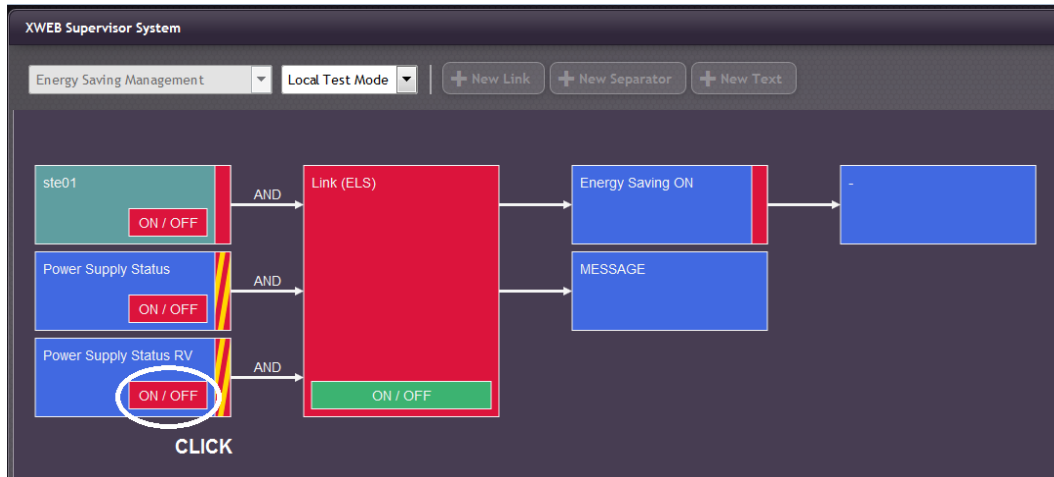 XWEB Supervisor System
Energy Saving Management Local Test Mode + New Link + New Separator + New Text
ste01 AND Link (ELS) Energy Saving ON -
ON / OFF
Power Supply Status AND MESSAGE
ON / OFF
Power Supply Status RV AND
ON / OFF ON / OFF
CLICK